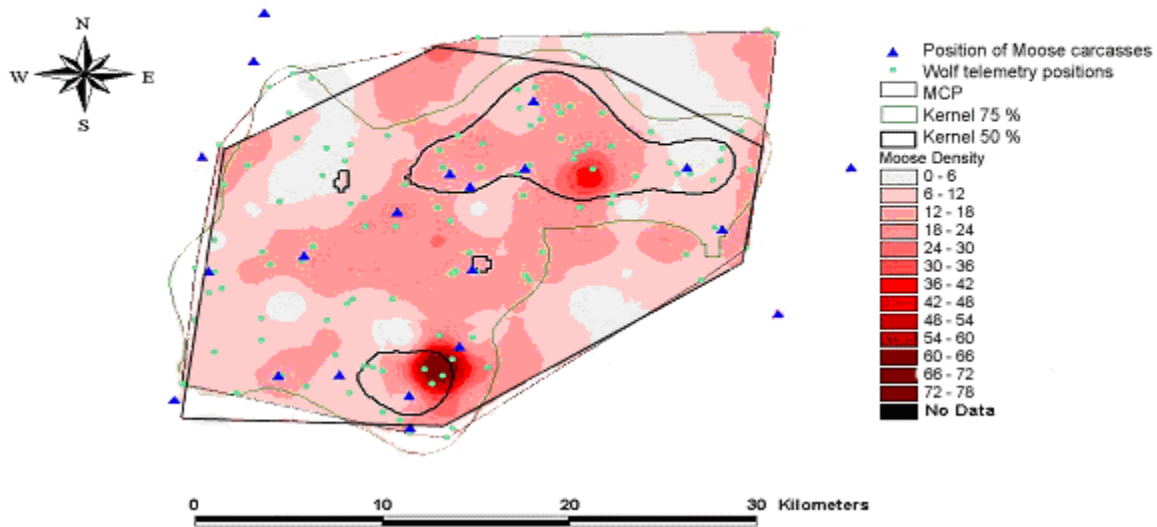 N
W E
S
Position of Moose carcasses
Wolf telemetry positions
MCP
Kernel 75 %
Kernel 50 %
Moose Density
0 - 6
6 - 12
12 - 18
18 - 24
24 - 30
30 - 36
36 - 42
42 - 48
48 - 54
54 - 60
60 - 66
66 - 72
72 - 78
No Data
0 10 20 30 Kilometers